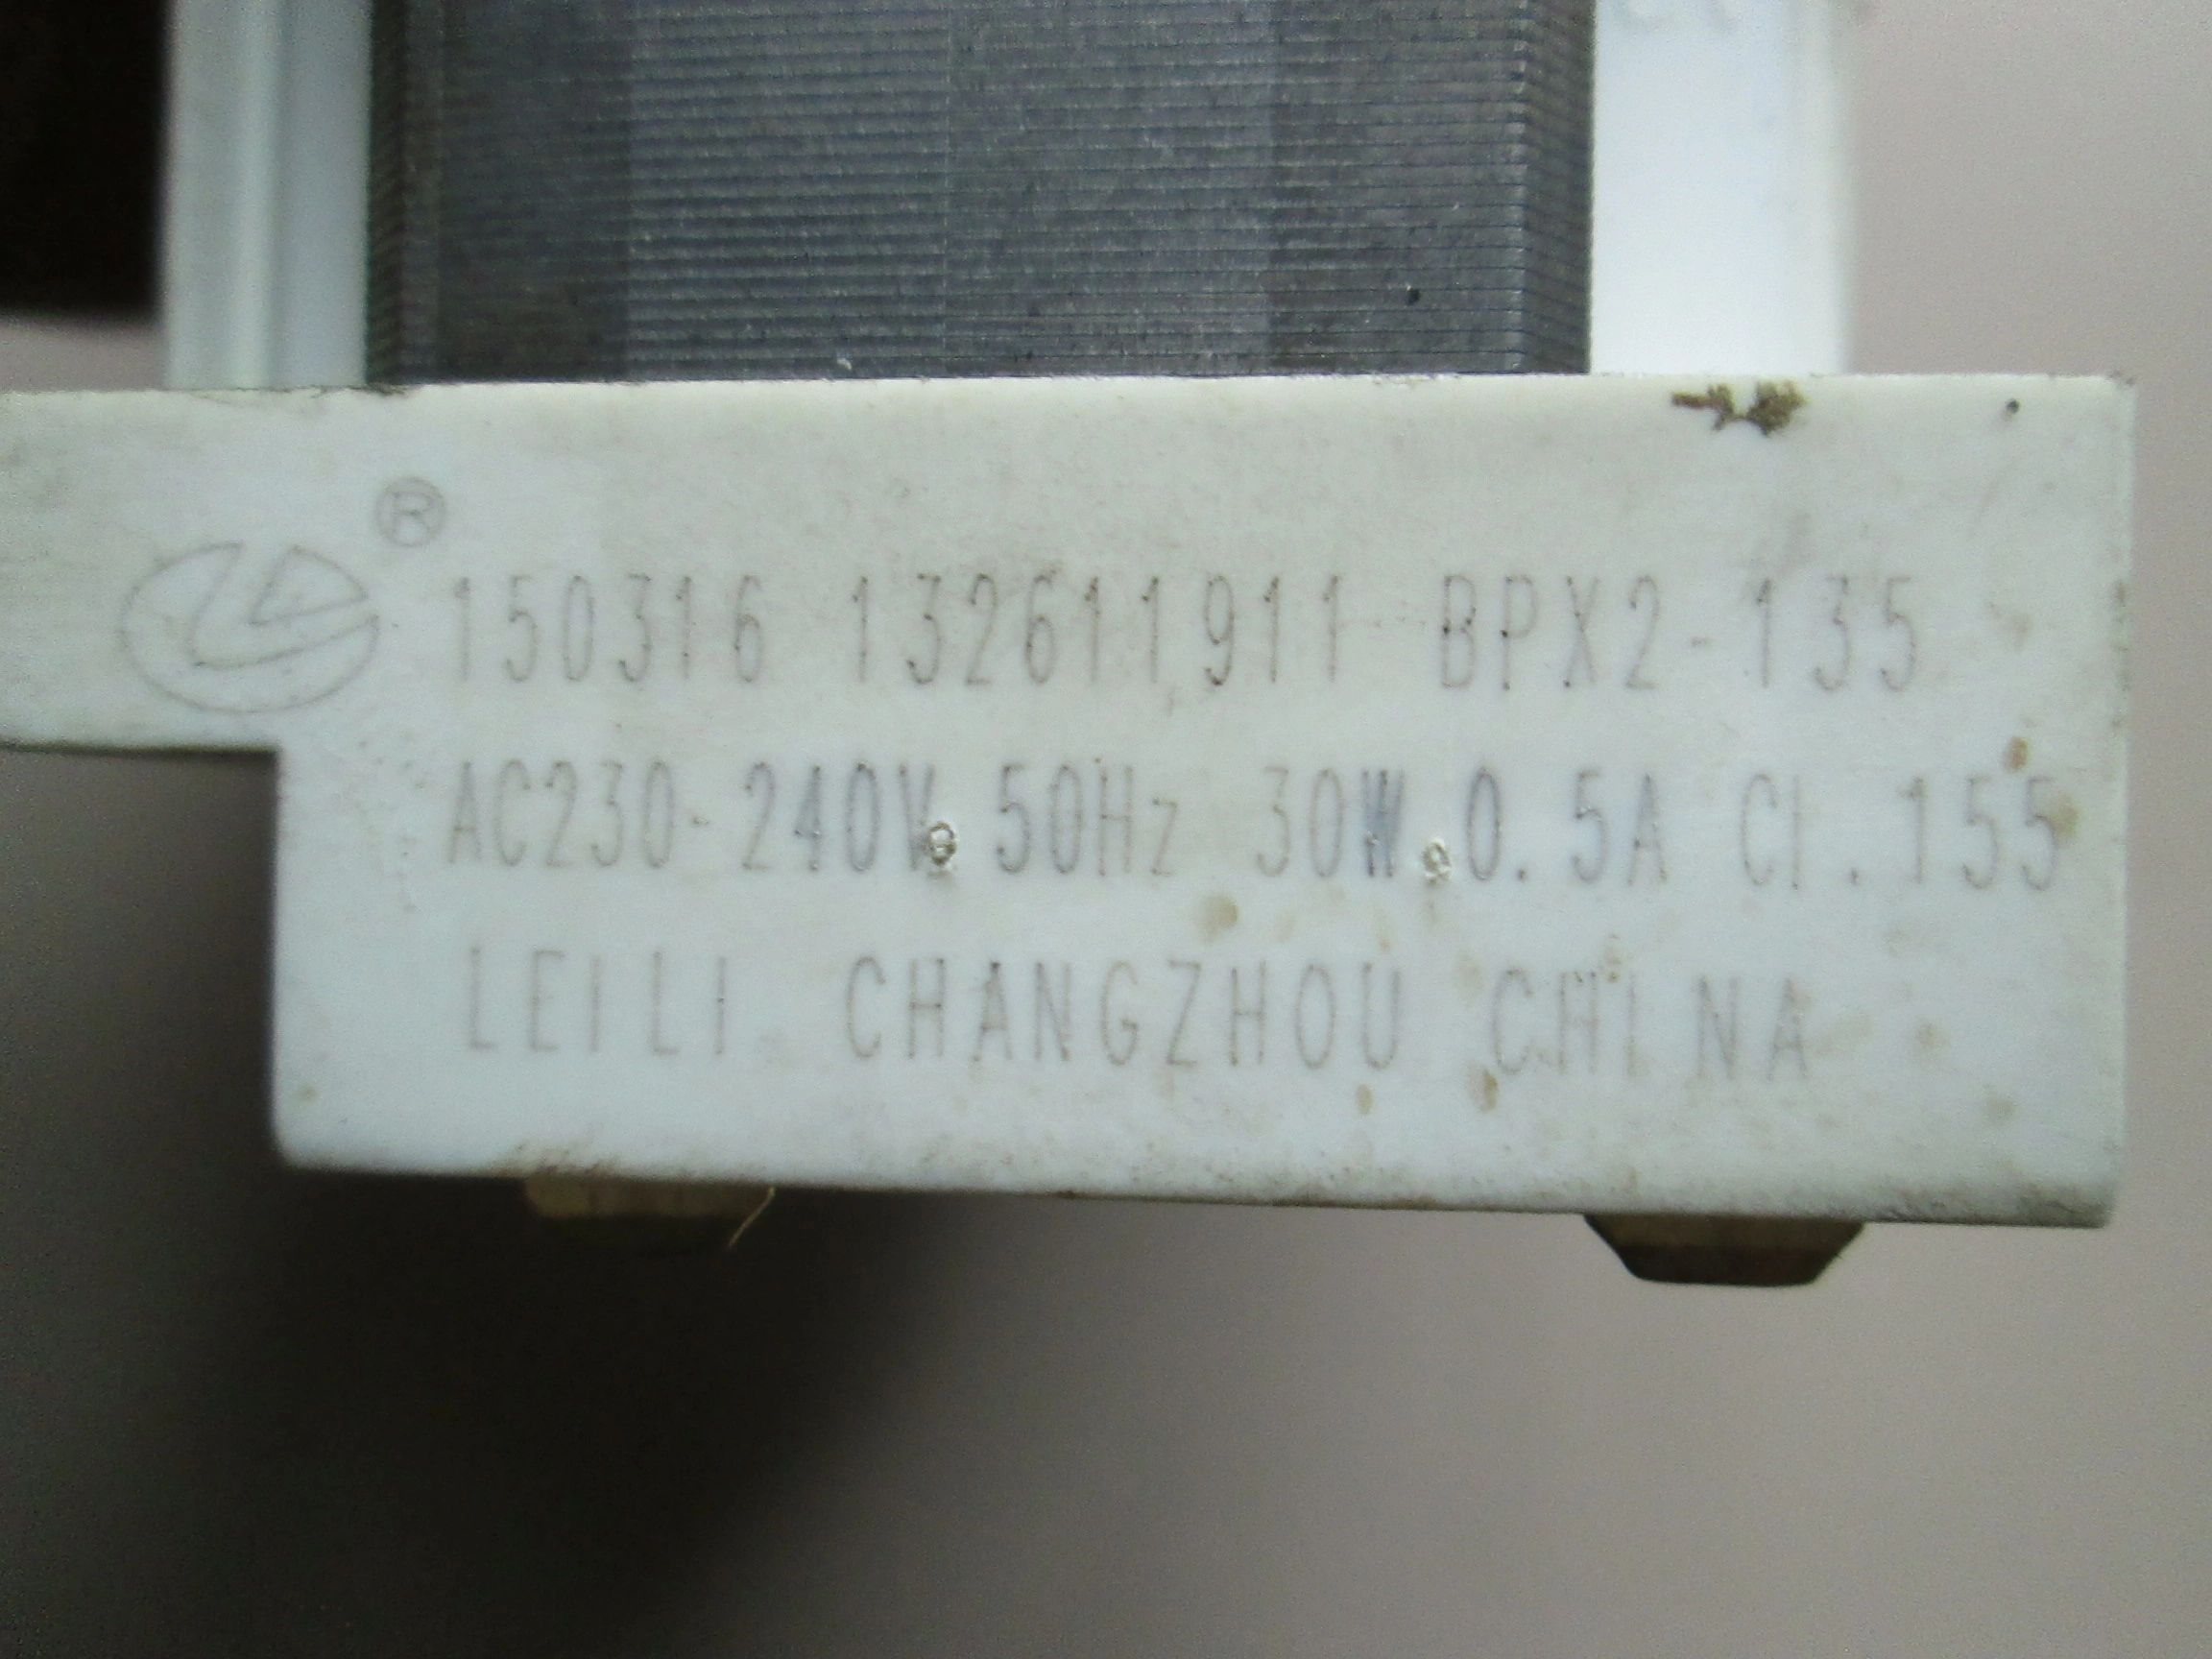 ® 150316 132611911 BPX2-135
AC230-240V 50Hz 30W 0.5A Cl.155
LEILI CHANGZHOU CHINA